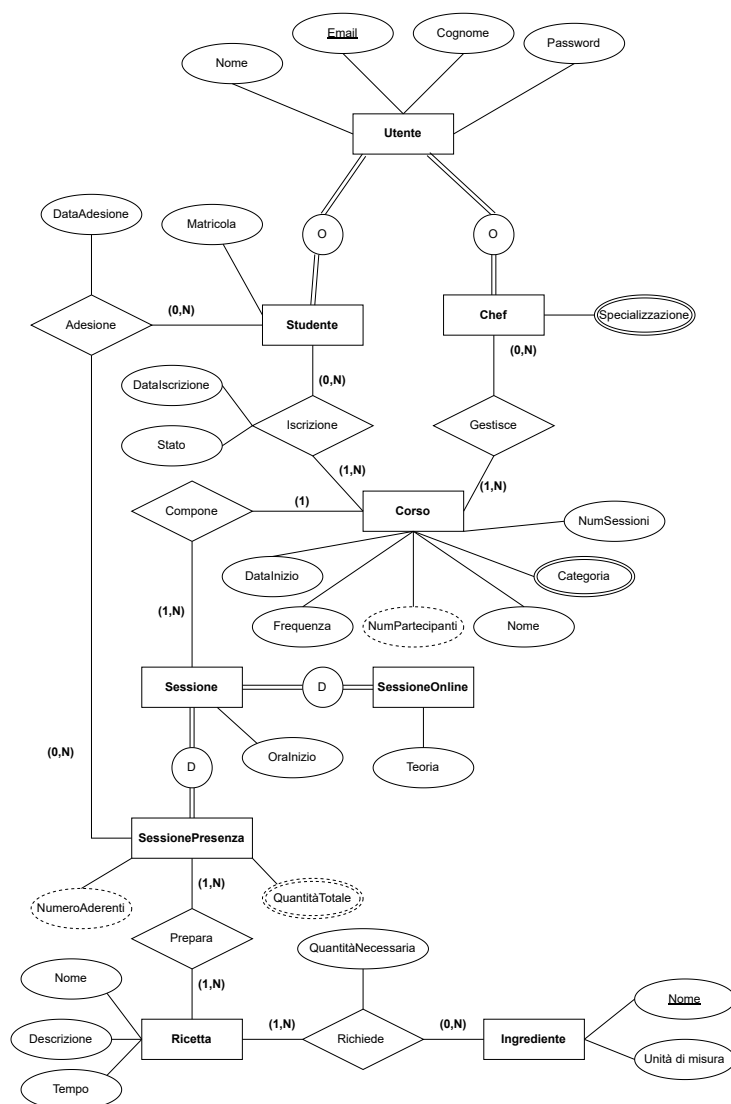 Email
Cognome
Nome
Password
Utente
DataAdesione
Matricola
O
O
Adesione
(0,N)
Studente
Chef
Specializzazione
(0,N)
(0,N)
DataIscrizione
Iscrizione
Gestisce
Stato
(1,N)
(1,N)
Compone
(1)
Corso
NumSessioni
DataInizio
Categoria
(1,N)
Frequenza
NumPartecipanti
Nome
Sessione
D
SessioneOnline
(0,N)
OraInizio
D
Teoria
SessionePresenza
(1,N)
QuantitàTotale
NumeroAderenti
Prepara
QuantitàNecessaria
Nome
(1,N)
Nome
Descrizione
Ricetta
(1,N)
Richiede
(0,N)
Ingrediente
Unità di misura
Tempo